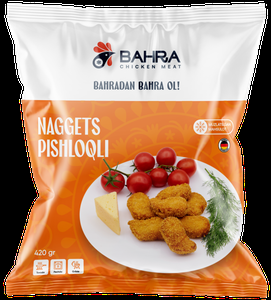 BAHRA
CHICKEN MEAT
BAHRADAN BAHRA OL!
NAGGETS
PISHLOQLI
420 gr